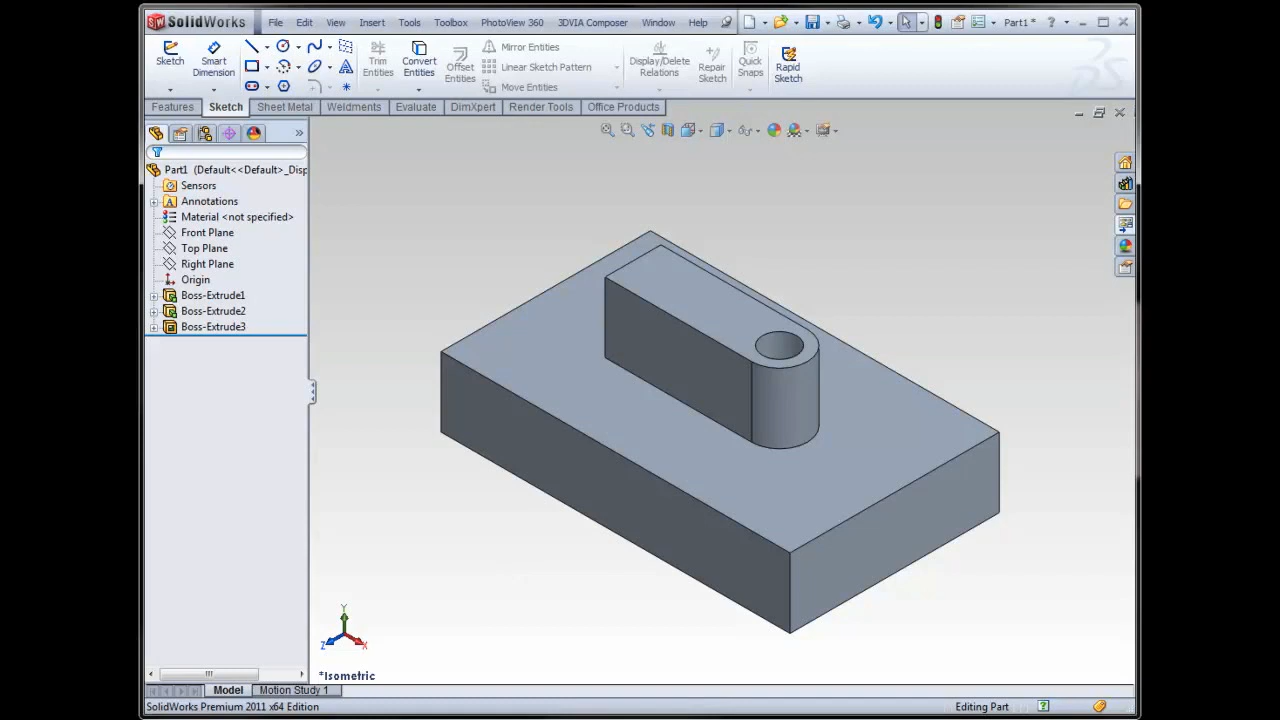 SolidWorks File Edit View Insert Tools Toolbox PhotoView 360 3DVIA Composer Window Help Part1 * ?
Sketch Smart Dimension Trim Entities Convert Entities Offset Entities Mirror Entities Linear Sketch Pattern Move Entities Display/Delete Relations Repair Sketch Quick Snaps Rapid Sketch
Features Sketch Sheet Metal Weldments Evaluate DimXpert Render Tools Office Products
»
Part1 (Default<<Default>_Disp
Sensors
A Annotations
Material <not specified>
Front Plane
Top Plane
Right Plane
Origin
Boss-Extrude1
Boss-Extrude2
Boss-Extrude3
Y
Z X
*Isometric
Model Motion Study 1
SolidWorks Premium 2011 x64 Edition Editing Part ?